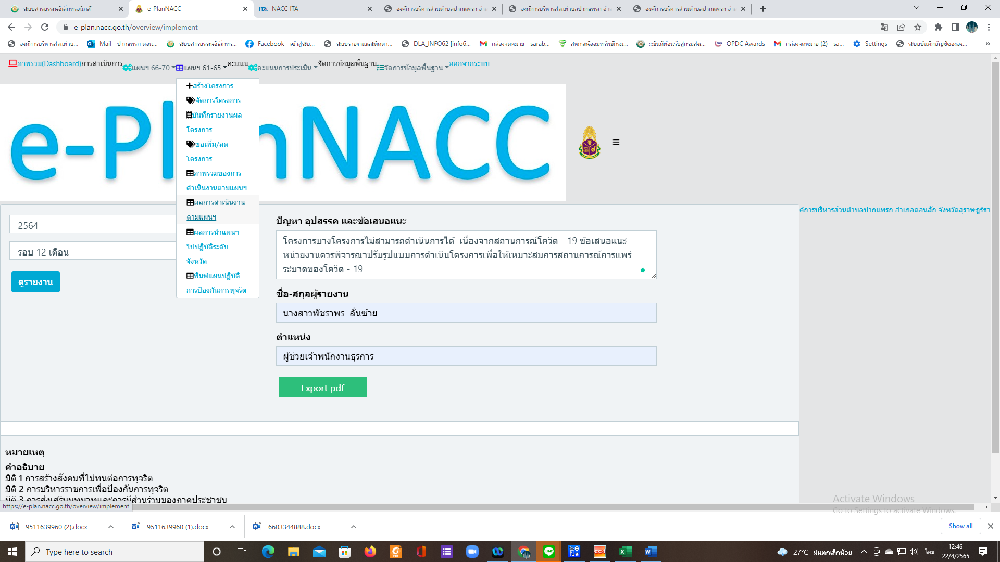 ระบบสารบรรณอิเล็กทรอนิกส์
e-PlanNACC
ITA NACC ITA
องค์การบริหารส่วนตำบลปากแพรก อำเ
องค์การบริหารส่วนตำบลปากแพรก อำเ
องค์การบริหารส่วนตำบลปากแพรก อำเ
e-plan.nacc.go.th/overview/implement
องค์การบริหารส่วนตำบ...
Mail - ปากแพรก ดอน...
ระบบสารบรรณอิเล็กทร...
Facebook - เข้าสู่ระบ...
ระบบรายงานและติดตา...
DLA_INFO62 [info6...
กล่องจดหมาย - sarab...
สหกรณ์ออมทรัพย์กรม...
:::ยินดีต้อนรับสู่กรมส่งเ...
OPDC Awards
กล่องจดหมาย (2) - sa...
Settings
ระบบบันทึกบัญชีขององ...
ภาพรวม(Dashboard)การดำเนินการ แผนฯ 66-70 แผนฯ 61-65 คะแนน คะแนนการประเมิน จัดการข้อมูลพื้นฐาน จัดการข้อมูลพื้นฐาน ออกจากระบบ
สร้างโครงการ
จัดการโครงการ
บันทึกรายงานผล
โครงการ
ขอเพิ่ม/ลด
โครงการ
ภาพรวมของการ
ดำเนินงานตามแผนฯ
ผลการดำเนินงาน
ตามแผนฯ
ผลการนำแผนฯ
ไปปฏิบัติระดับ
จังหวัด
พิมพ์แผนปฏิบัติ
การป้องกันการทุจริต
e-PlanNACC
ค์การบริหารส่วนตำบลปากแพรก อำเภอดอนสัก จังหวัดสุราษฎร์ธา
2564
รอบ 12 เดือน
ดูรายงาน
ปัญหา อุปสรรค และข้อเสนอแนะ
โครงการบางโครงการไม่สามารถดำเนินการได้ เนื่องจากสถานการณ์โควิด - 19 ข้อเสนอแนะ
หน่วยงานควรพิจารณาปรับรูปแบบการดำเนินโครงการเพื่อให้เหมาะสมการสถานการณ์การแพร่
ระบาดของโควิด - 19
ชื่อ-สกุลผู้รายงาน
นางสาวพัชราพร ลั่นซ้าย
ตำแหน่ง
ผู้ช่วยเจ้าพนักงานธุรการ
Export pdf
หมายเหตุ
คำอธิบาย
มิติ 1 การสร้างสังคมที่ไม่ทนต่อการทุจริต
มิติ 2 การบริหารราชการเพื่อป้องกันการทุจริต
มิติ 3 การส่งเสริมบทบาทและการมีส่วนร่วมของภาคประชาชน
https://e-plan.nacc.go.th/overview/implement
Activate Windows
Go to Settings to activate Windows.
9511639960 (2).docx
9511639960 (1).docx
6603344888.docx
Show all
Type here to search
27°C ฝนตกเล็กน้อย
ไทย
12:46
22/4/2565